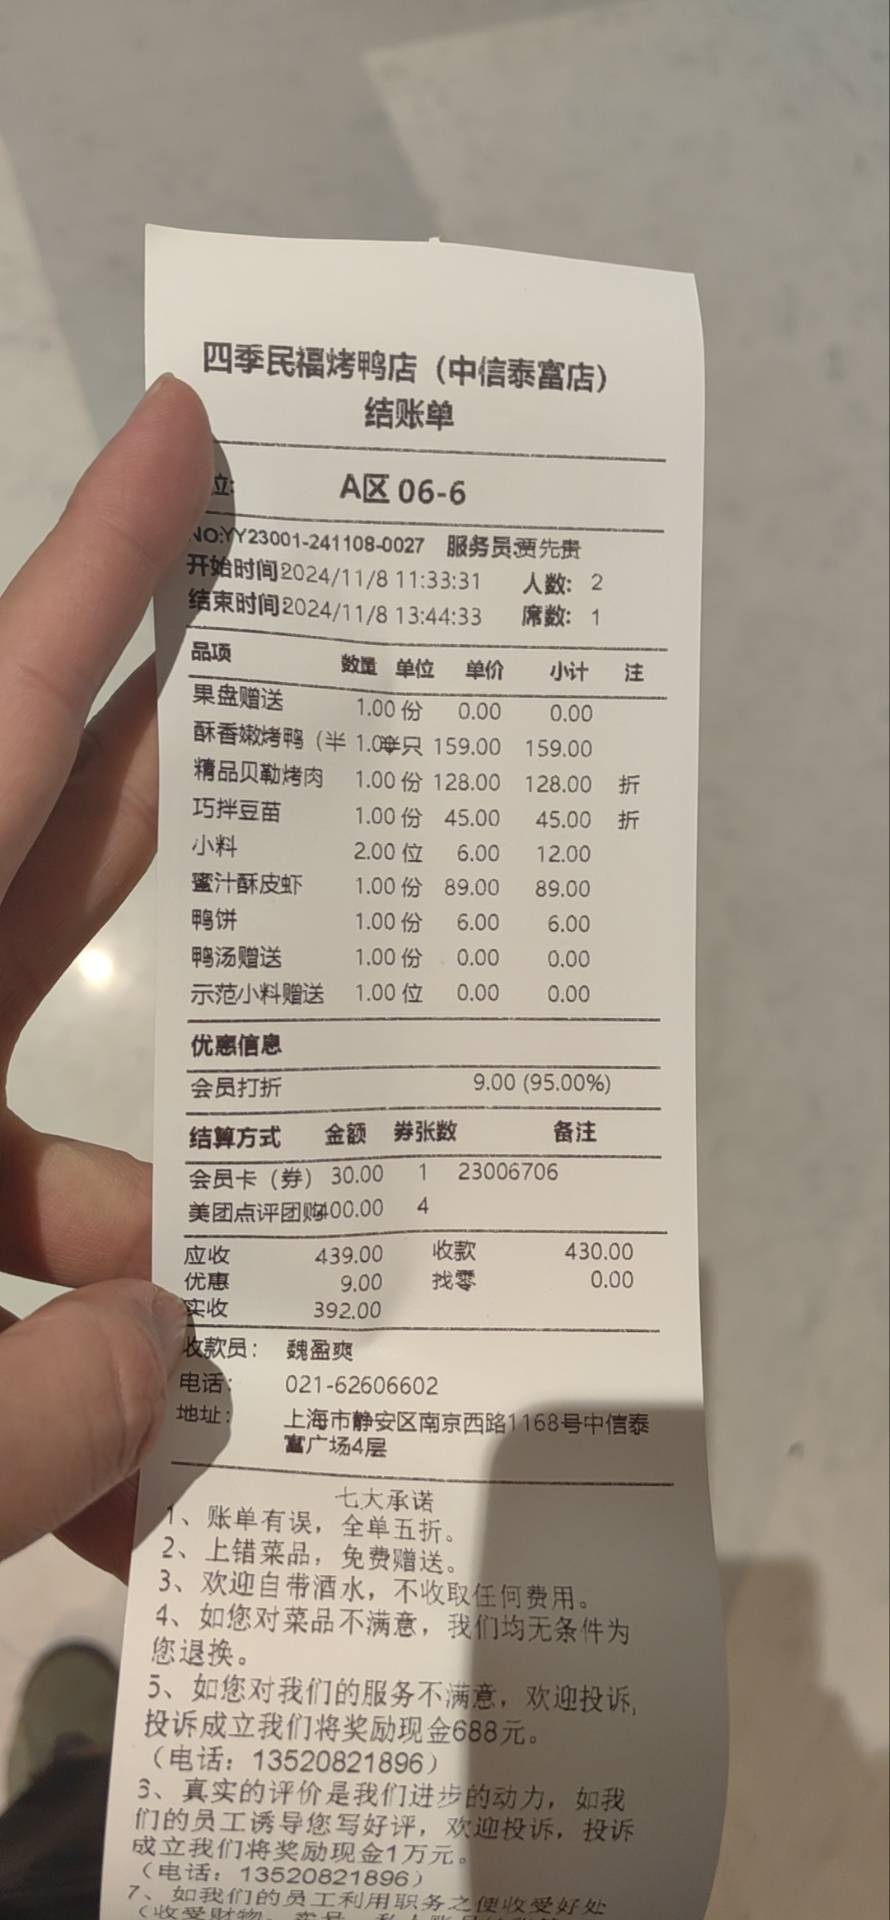 四季民福烤鸭店（中信泰富店）
结账单
位: A区 06-6
NO:YY23001-241108-0027 服务员:贾先贵
开始时间2024/11/8 11:33:31 人数: 2
结束时间2024/11/8 13:44:33 席数: 1
品项 数量 单位 单价 小计 注
果盘赠送 1.00 份 0.00 0.00
酥香嫩烤鸭（半 1.00半只 159.00 159.00
精品贝勒烤肉 1.00 份 128.00 128.00 折
巧拌豆苗 1.00 份 45.00 45.00 折
小料 2.00 位 6.00 12.00
蜜汁酥皮虾 1.00 份 89.00 89.00
鸭饼 1.00 份 6.00 6.00
鸭汤赠送 1.00 份 0.00 0.00
示范小料赠送 1.00 位 0.00 0.00
优惠信息
会员打折 9.00 (95.00%)
结算方式 金额 券张数 备注
会员卡（券） 30.00 1 23006706
美团点评团购400.00 4
应收 439.00 收款 430.00
优惠 9.00 找零 0.00
实收 392.00
收款员： 魏盈爽
电话： 021-62606602
地址： 上海市静安区南京西路1168号中信泰
富广场4层
七大承诺
1、账单有误，全单五折。
2、上错菜品，免费赠送。
3、欢迎自带酒水，不收取任何费用。
4、如您对菜品不满意，我们均无条件为
您退换。
5、如您对我们的服务不满意，欢迎投诉,
投诉成立我们将奖励现金688元。
（电话：13520821896）
6、真实的评价是我们进步的动力，如我
们的员工诱导您写好评，欢迎投诉，投诉
成立我们将奖励现金1万元。
（电话：13520821896）
7、如我们的员工利用职务之便收受好处